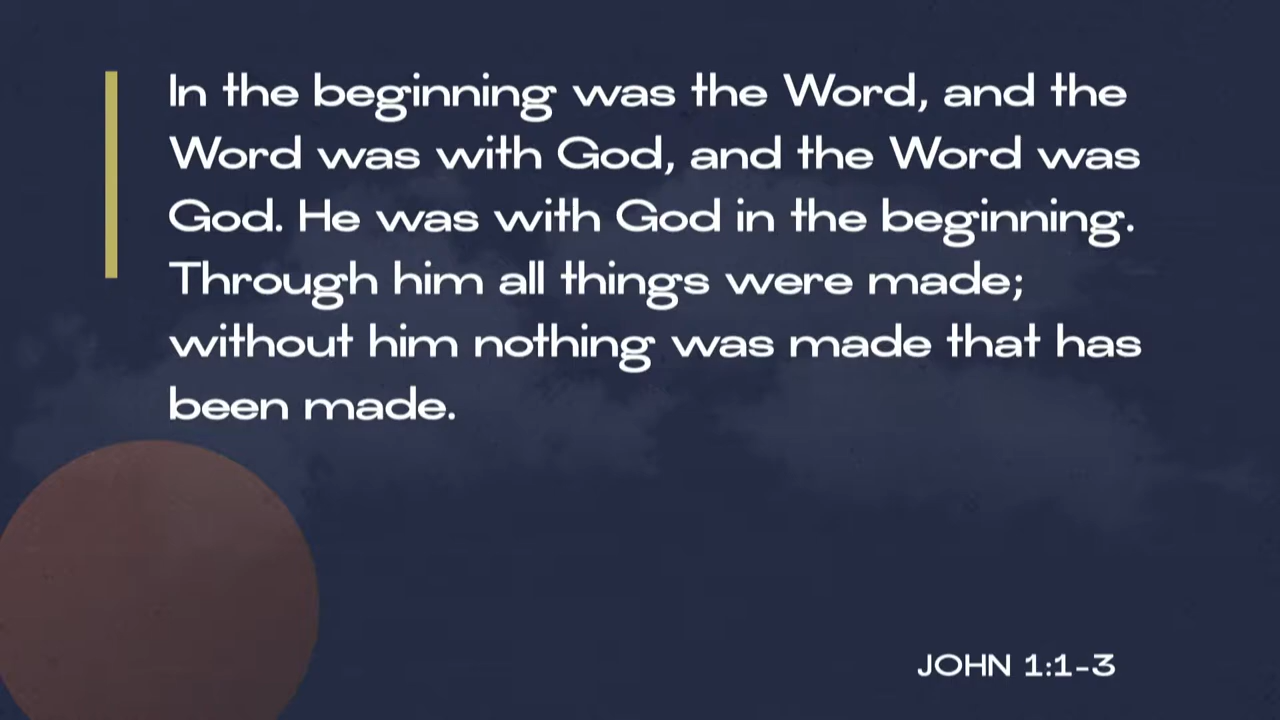 In the beginning was the Word, and the
Word was with God, and the Word was
God. He was with God in the beginning.
Through him all things were made;
without him nothing was made that has
been made.
JOHN 1:1-3